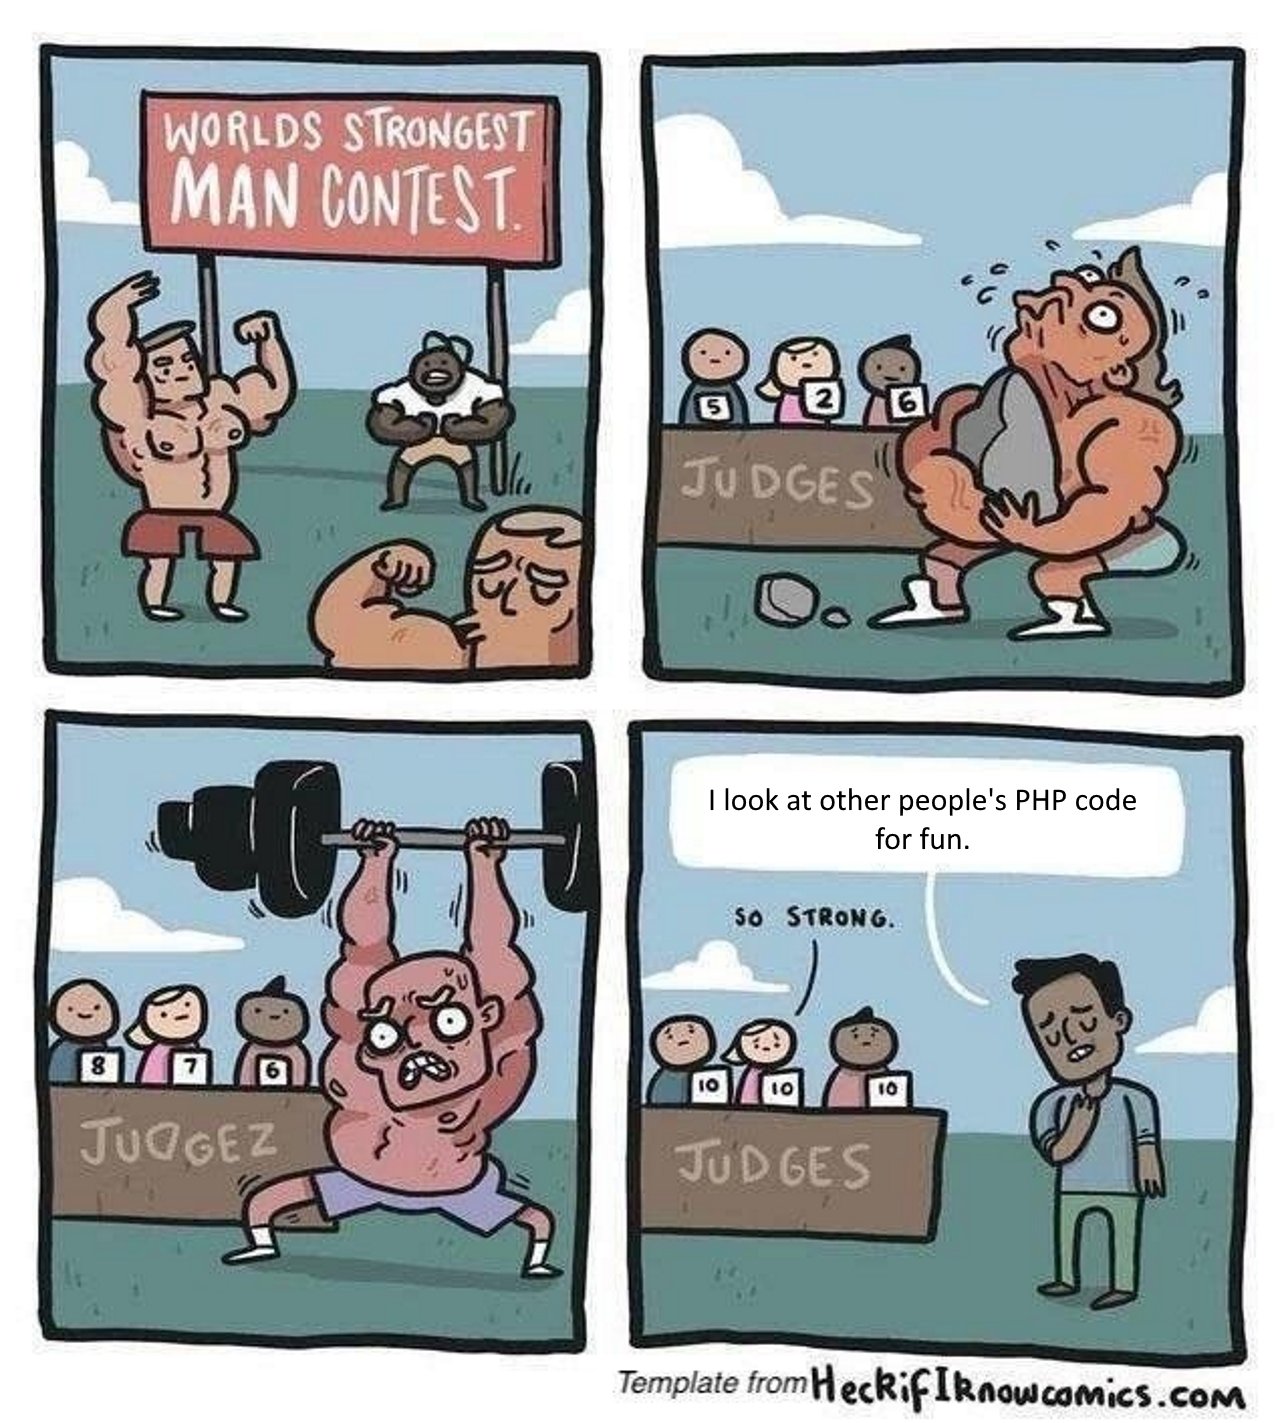 WORLDS STRONGEST
MAN CONTEST.
5
2
6
JUDGES
8
7
6
JUDGEZ
I look at other people's PHP code
for fun.
SO STRONG.
10
10
10
JUDGES
Template from HeckifIknowcomics.com